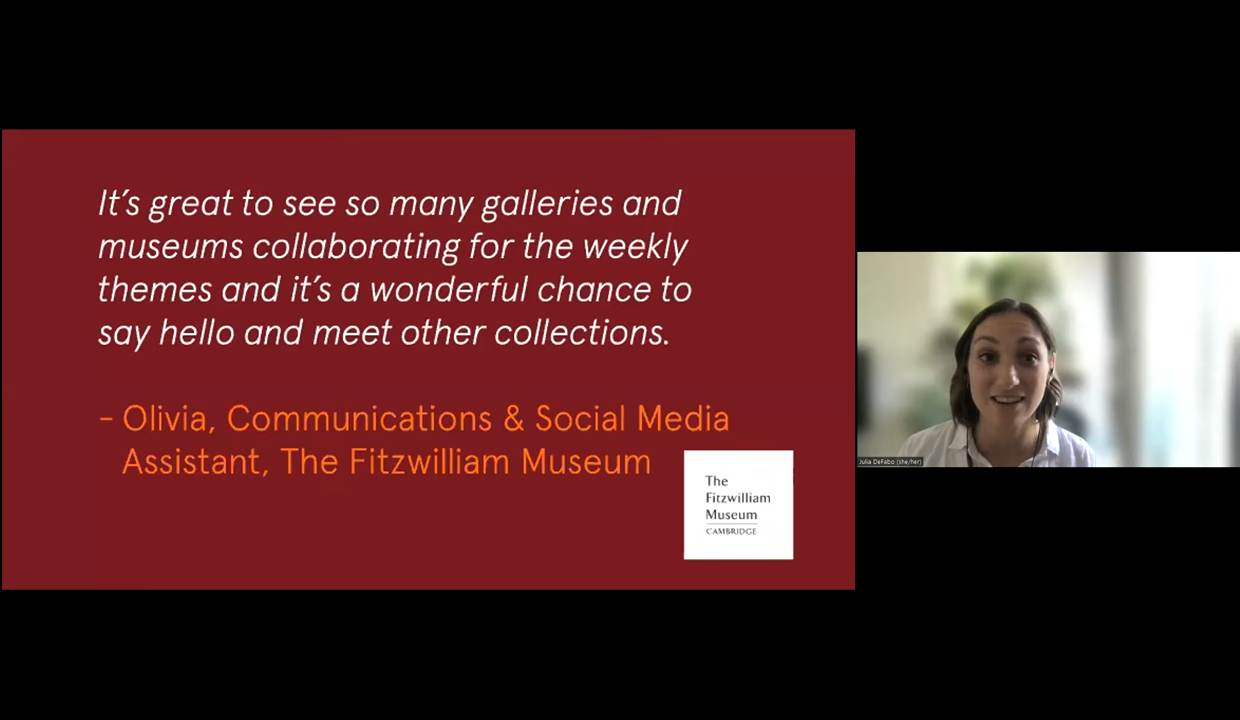 It's great to see so many galleries and
museums collaborating for the weekly
themes and it's a wonderful chance to
say hello and meet other collections.
– Olivia, Communications & Social Media
Assistant, The Fitzwilliam Museum
The
Fitzwilliam
Museum
CAMBRIDGE
Julia DeFabo (she/her)